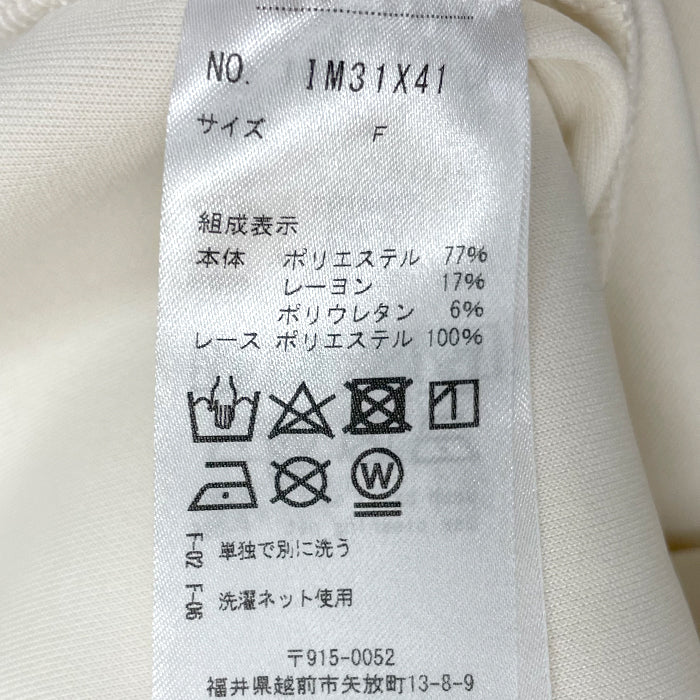 NO. IM31X41
サイズ F
組成表示
本体 ポリエステル 77%
レーヨン 17%
ポリウレタン 6%
レース ポリエステル 100%
W
F-02 単独で別に洗う
F-06 洗濯ネット使用
〒915-0052
福井県越前市矢放町13-8-9